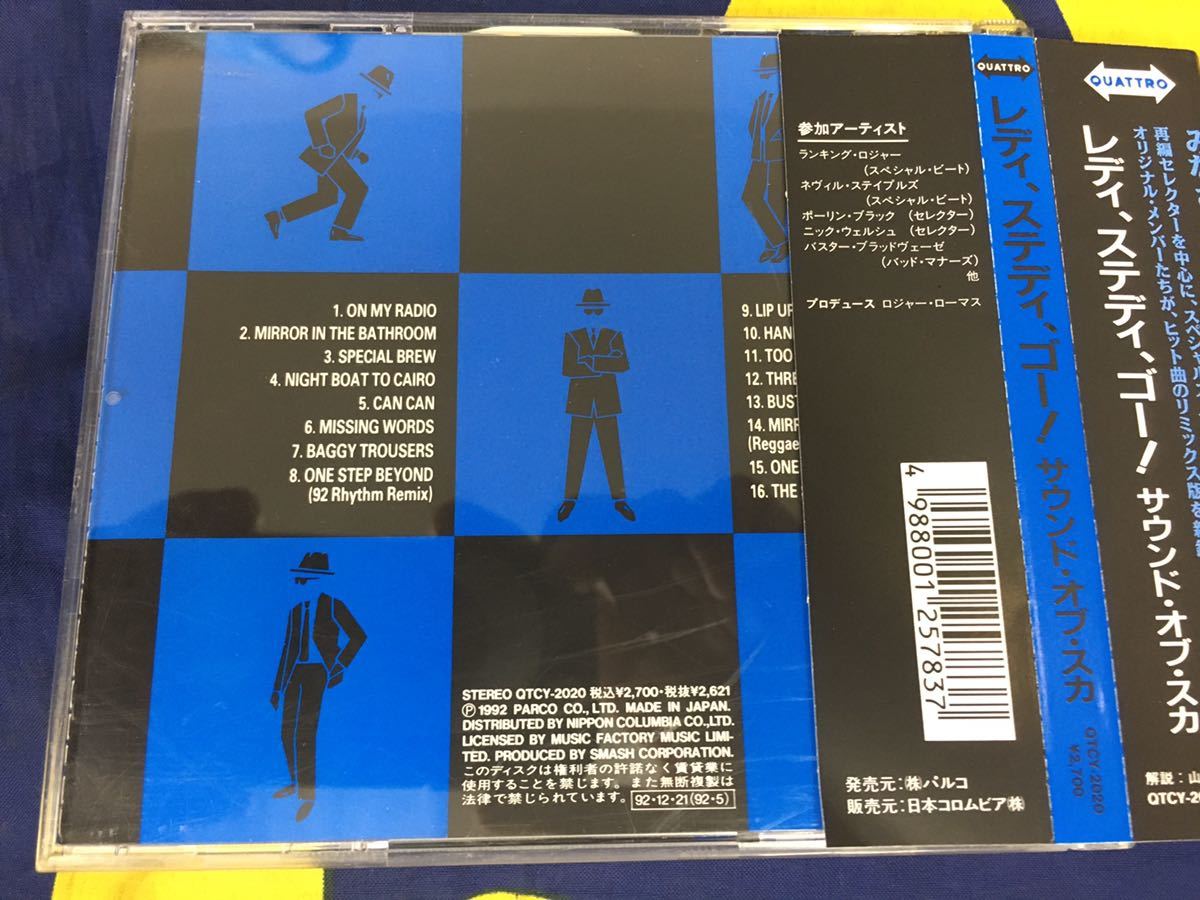 1. ON MY RADIO
2. MIRROR IN THE BATHROOM
3. SPECIAL BREW
4. NIGHT BOAT TO CAIRO
5. CAN CAN
6. MISSING WORDS
7. BAGGY TROUSERS
8. ONE STEP BEYOND
(92 Rhythm Remix)
9. LIP UP
10. HAN
11. TOO
12. THRE
13. BUST
14. MIRR
(Reggae
15. ONE
16. THE
STEREO QTCY-2020 税込¥2,700・税抜¥2,621
Ⓟ1992 PARCO CO., LTD. MADE IN JAPAN.
DISTRIBUTED BY NIPPON COLUMBIA CO.,LTD.
LICENSED BY MUSIC FACTORY MUSIC LIMI-
TED. PRODUCED BY SMASH CORPORATION.
このディスクは権利者の許諾なく賃貸業に
使用することを禁じます。また無断複製は
法律で禁じられています。 92・12・21(92・5)
参加アーティスト
ランキング・ロジャー
(スペシャル・ビート)
ネヴィル・ステイプルズ
(スペシャル・ビート)
ポーリン・ブラック (セレクター)
ニック・ウェルシュ (セレクター)
バスター・ブラッドヴェーゼ
(バッド・マナーズ)
他
プロデュース ロジャー・ローマス
4 988001 257837
発売元:㈱パルコ
販売元:日本コロムビア㈱
QUATTRO
レディ、ステディ、ゴー! サウンド・オブ・スカ
QTCY-2020
¥2,700
QUATTRO
再編セレクターを中心に、スペシャルズ
オリジナル・メンバーたちが、ヒット曲のリミックス版を
レディ、ステディ、ゴー! サウンド・オブ・スカ
解説:山
QTCY-20